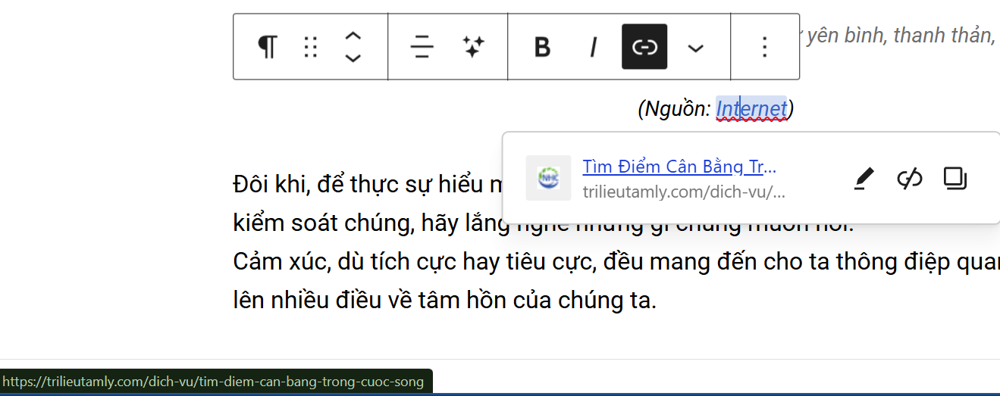 B I
yên bình, thanh thản,
(Nguồn: Internet)
Tìm Điểm Cân Bằng Tr...
trilieutamly.com/dich-vu/...
NHC
Đôi khi, để thực sự hiểu
kiểm soát chúng, hãy lắng nghe những gì chúng muốn nói.
Cảm xúc, dù tích cực hay tiêu cực, đều mang đến cho ta thông điệp
lên nhiều điều về tâm hồn của chúng ta.
https://trilieutamly.com/dich-vu/tim-diem-can-bang-trong-cuoc-song